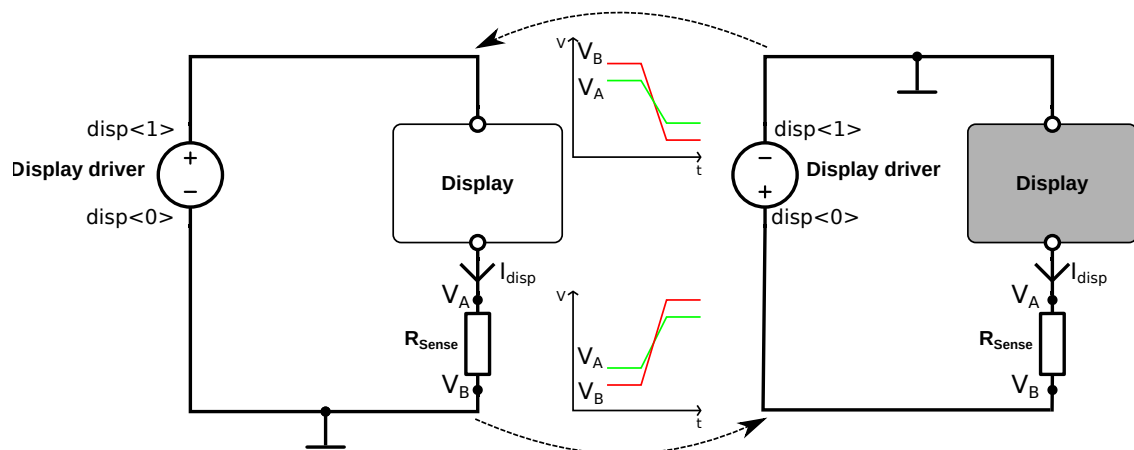 disp<1>
+
Display driver
−
disp<0>
Display
I_disp
V_A
R_Sense
V_B
V
V_B
V_A
t
V
V_A
V_B
t
disp<1>
−
Display driver
+
disp<0>
Display
I_disp
V_A
R_Sense
V_B